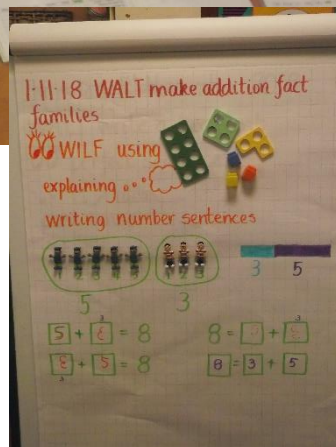 1·11·18 WALT make addition fact
families
WILF using
explaining ...
writing number sentences
5 3 3 5
5 + 3 = 8 8 = 5 + 3
3 + 5 = 8 8 = 3 + 5